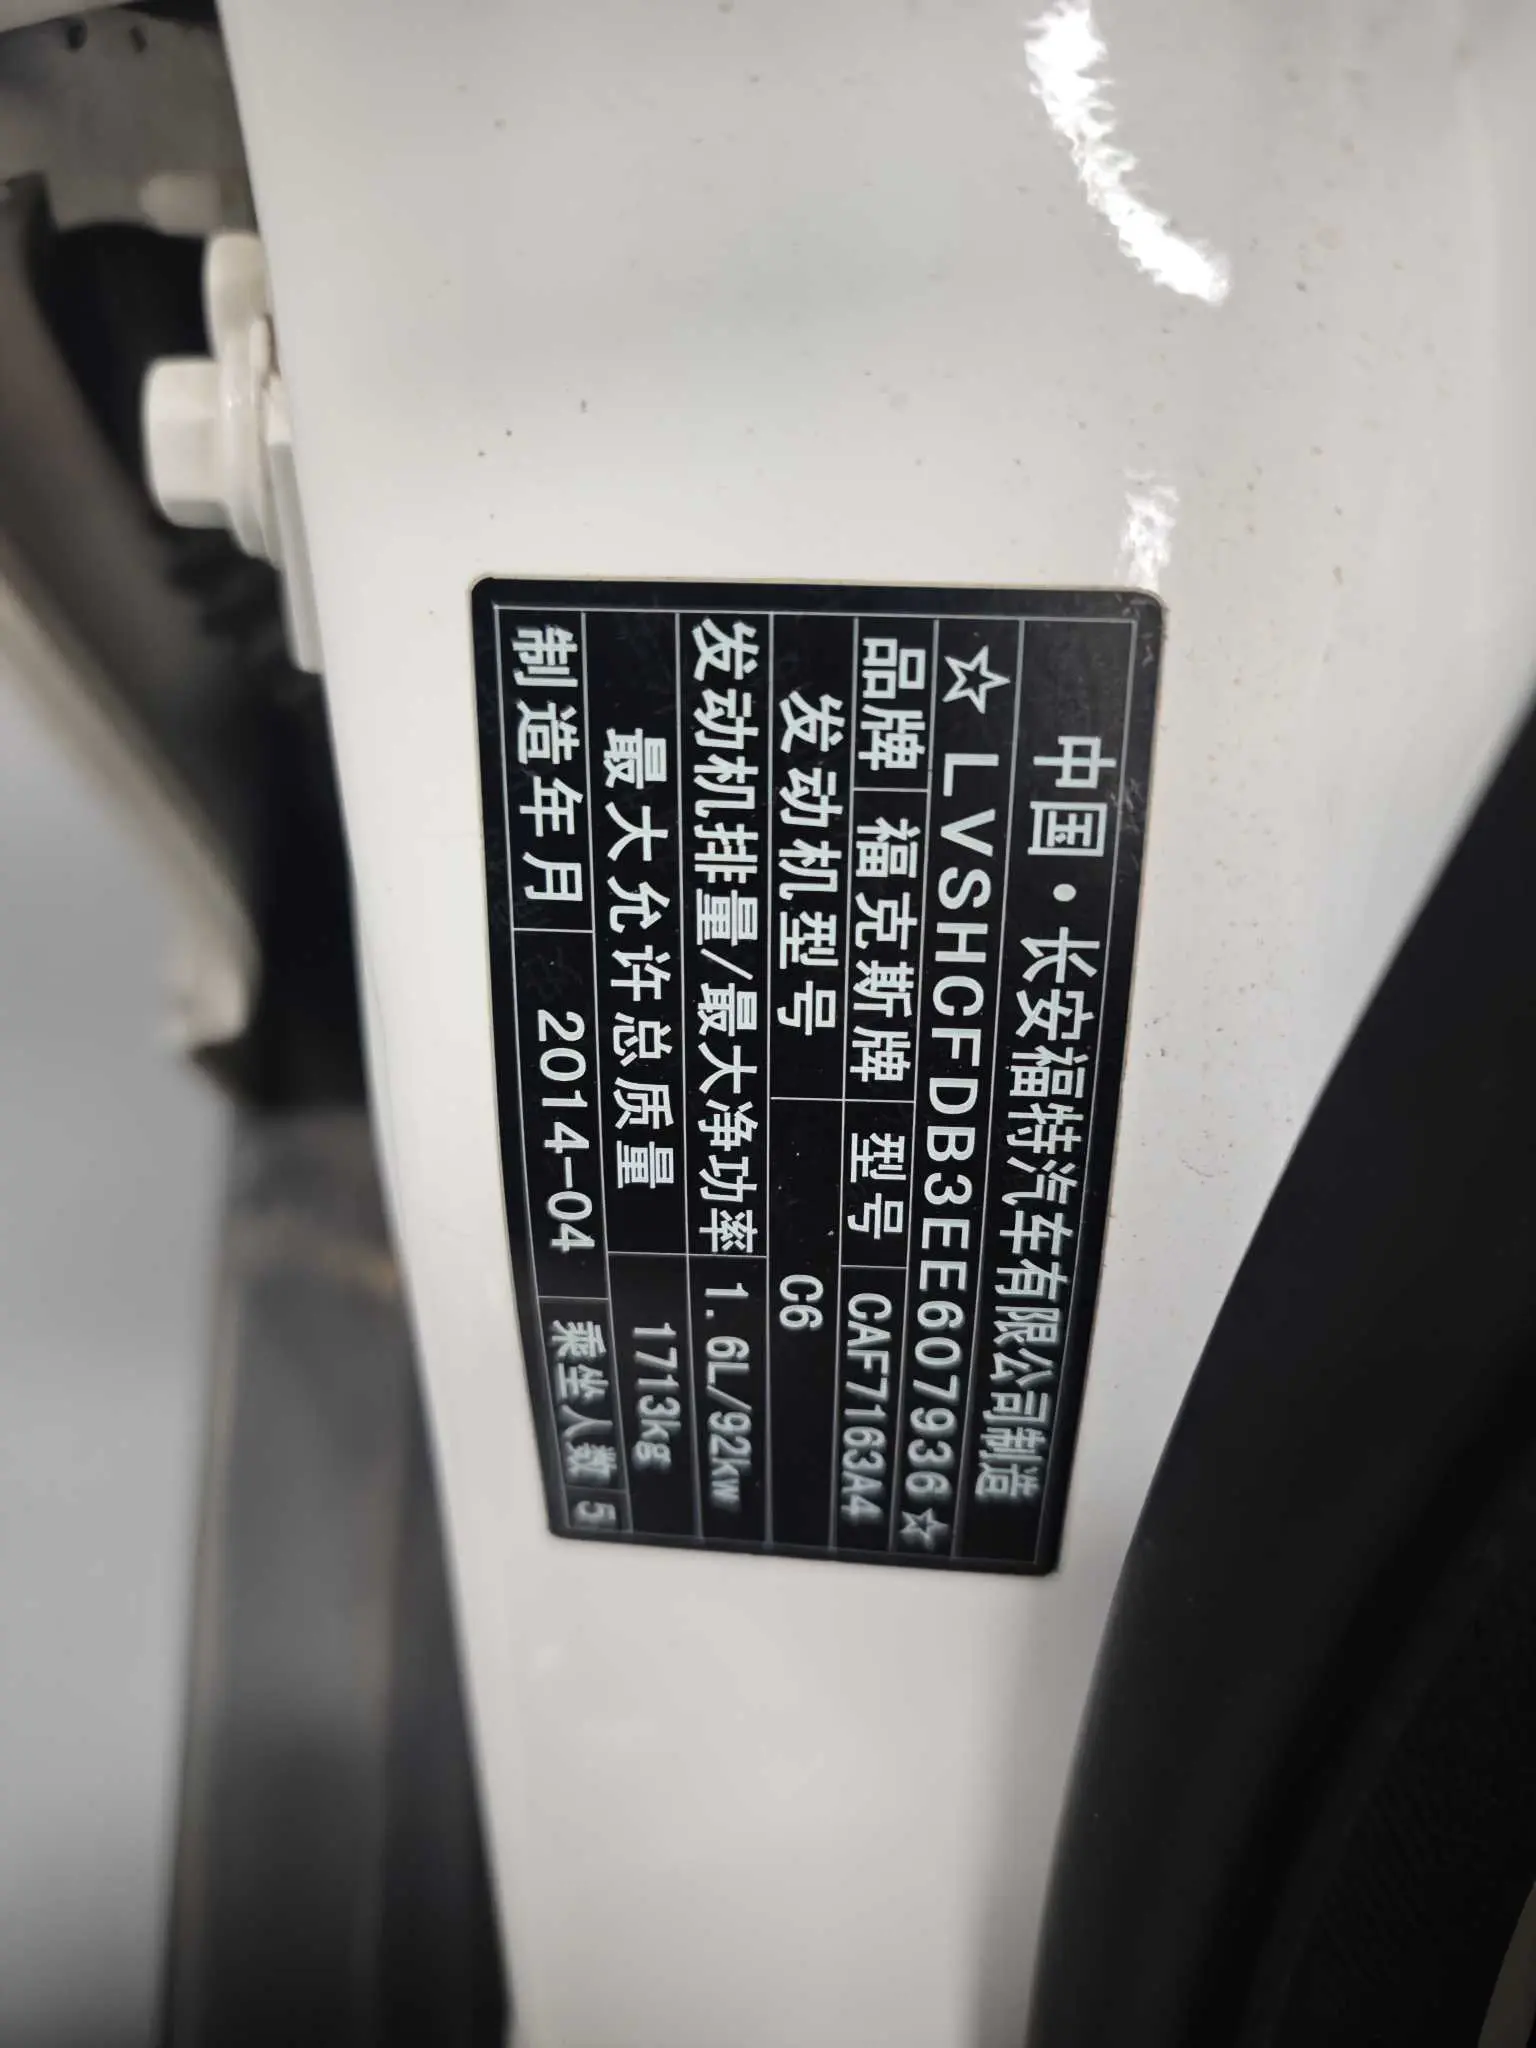 中国·长安福特汽车有限公司制造
☆LVSHCFDB3EE607936☆
品牌 福克斯牌 型号 CAF7163A4
发动机型号 C6
发动机排量/最大净功率 1.6L/92kw
最大允许总质量 1713kg
制造年月 2014-04 乘坐人数 5